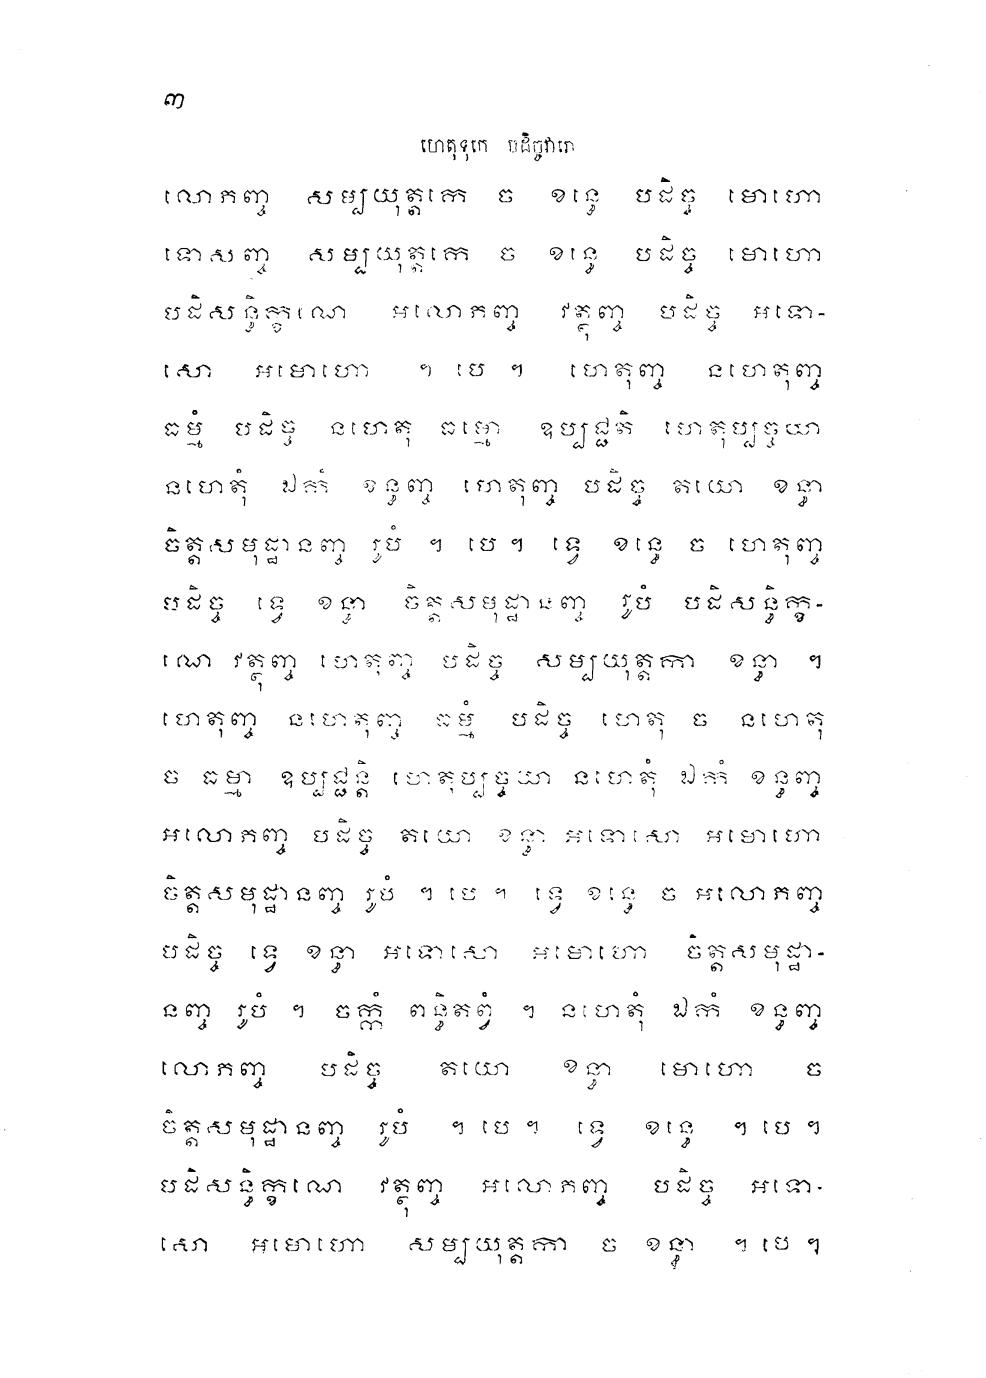 ៣
ហេតុទុកេ បដិច្ចវារោ
លោភញ្ច សម្បយុត្តកេ ច ខន្ធេ បដិច្ច មោហោ
ទោសញ្ច សម្បយុត្តកេ ច ខន្ធេ បដិច្ច មោហោ
បដិសន្ធិក្ខណេ អលោភញ្ច វត្ថុញ្ច បដិច្ច អទោ-
សោ អមោហោ ។ បេ ។ ហេតុញ្ច នហេតុញ្ច
ធម្មំ បដិច្ច នហេតុ ធម្មោ ឧប្បជ្ជតិ ហេតុប្បច្ចយា
នហេតុំ ឯកំ ខន្ធញ្ច ហេតុញ្ច បដិច្ច តយោ ខន្ធា
ចិត្តសមុដ្ឋានញ្ច រូបំ ។ បេ ។ ទ្វេ ខន្ធេ ច ហេតុញ្ច
បដិច្ច ទ្វេ ខន្ធា ចិត្តសមុដ្ឋានញ្ច រូបំ បដិសន្ធិក្ខ-
ណេ វត្ថុញ្ច ហេតុញ្ច បដិច្ច សម្បយុត្តកា ខន្ធា ។
ហេតុញ្ច នហេតុញ្ច ធម្មំ បដិច្ច ហេតុ ច នហេតុ
ច ធម្មា ឧប្បជ្ជន្តិ ហេតុប្បច្ចយា នហេតុំ ឯកំ ខន្ធញ្ច
អលោភញ្ច បដិច្ច តយោ ខន្ធា អទោសោ អមោហោ
ចិត្តសមុដ្ឋានញ្ច រូបំ ។ បេ ។ ទ្វេ ខន្ធេ ច អលោភញ្ច
បដិច្ច ទ្វេ ខន្ធា អទោសោ អមោហោ ចិត្តសមុដ្ឋា-
នញ្ច រូបំ ។ ចក្កំ ពន្ធិតព្វំ ។ នហេតុំ ឯកំ ខន្ធញ្ច
លោភញ្ច បដិច្ច តយោ ខន្ធា មោហោ ច
ចិត្តសមុដ្ឋានញ្ច រូបំ ។ បេ ។ ទ្វេ ខន្ធេ ។ បេ ។
បដិសន្ធិក្ខណេ វត្ថុញ្ច អលោភញ្ច បដិច្ច អទោ-
សោ អមោហោ សម្បយុត្តកា ច ខន្ធា ។ បេ ។